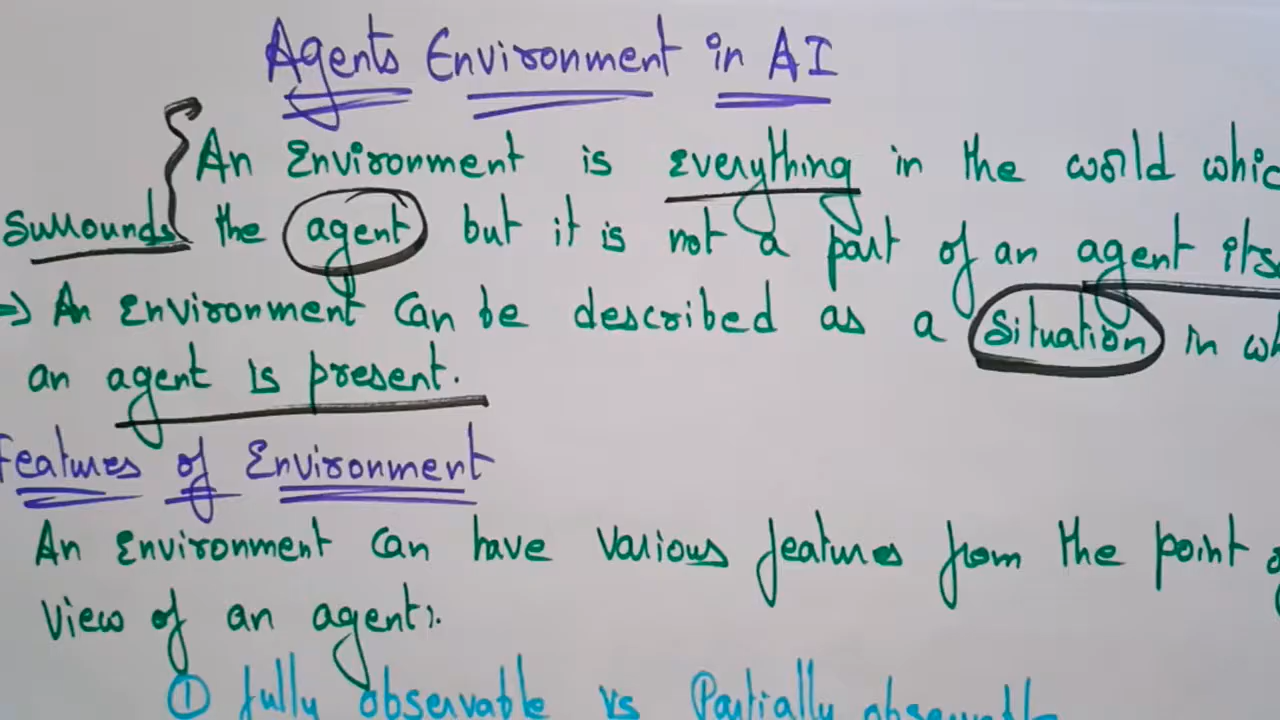 Agents Environment in AI
An Environment is everything in the world whic
surrounds the agent but it is not a part of an agent itse
=> An Environment can be described as a situation in wh
an agent is present.
Features of Environment
An Environment can have various features from the point o
view of an agent:
① fully observable vs Partially observable